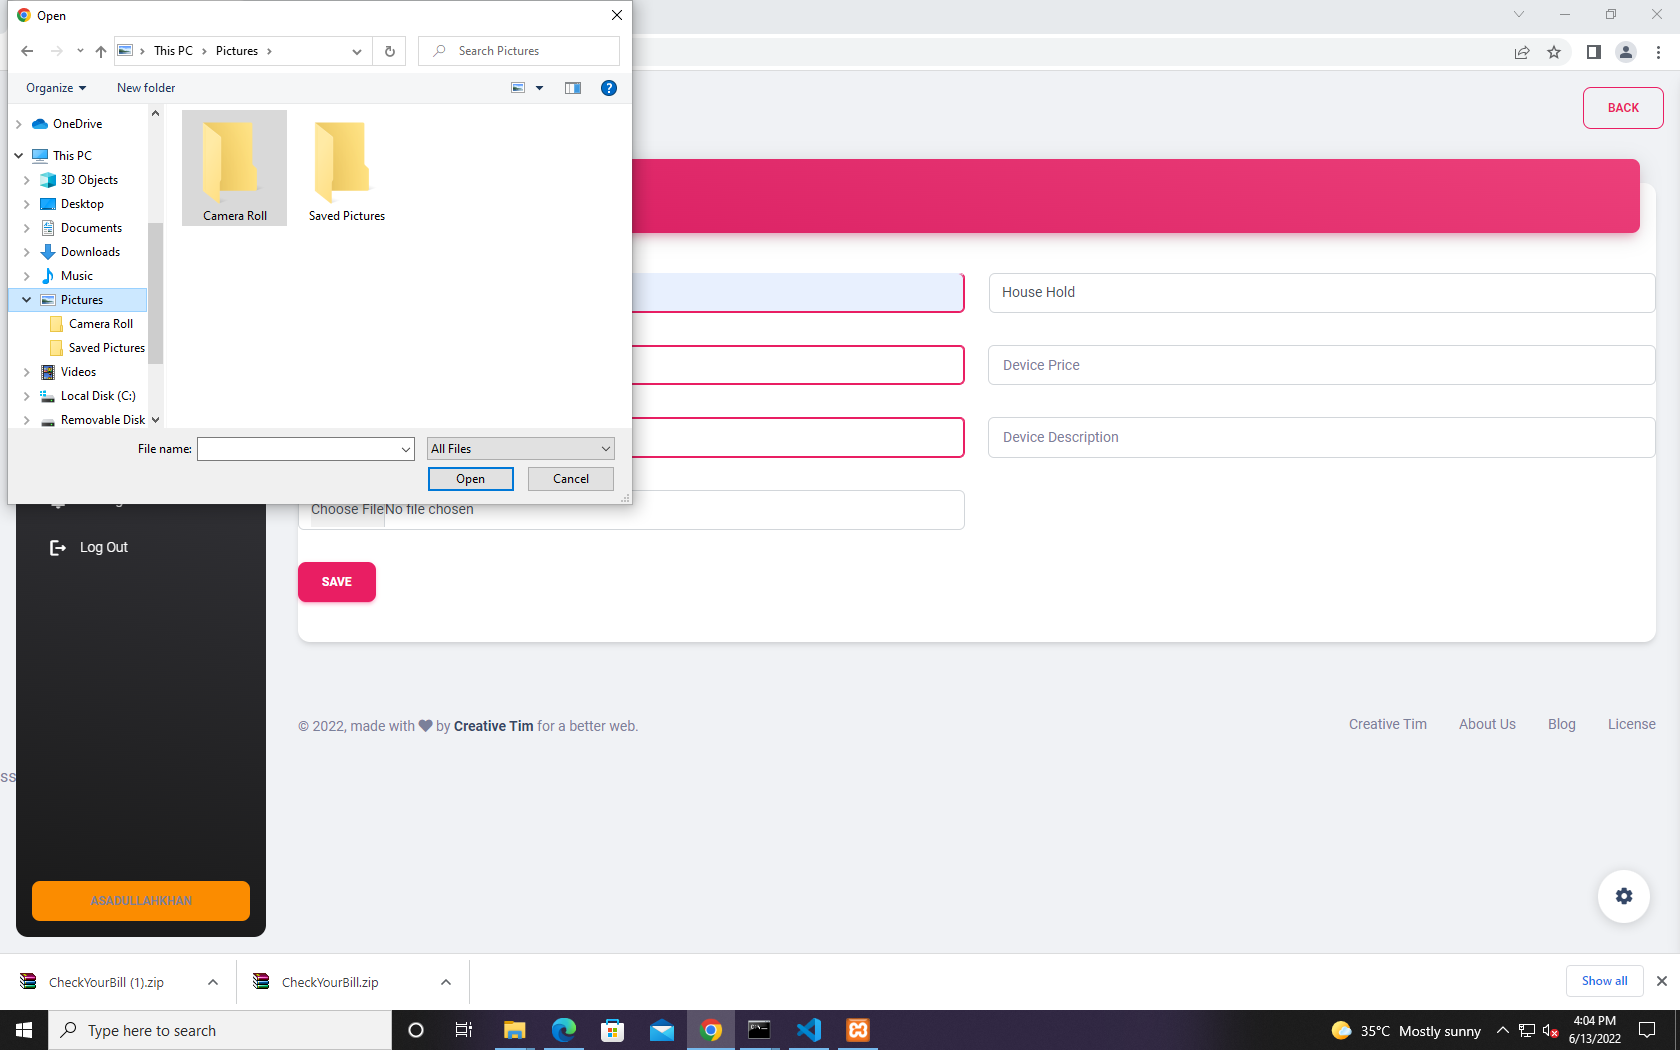 Open
This PC
Pictures
Search Pictures
Organize
New folder
OneDrive
This PC
3D Objects
Desktop
Documents
Downloads
Music
Pictures
Camera Roll
Saved Pictures
Videos
Local Disk (C:)
Removable Disk
Camera Roll
Saved Pictures
File name:
All Files
Open
Cancel
BACK
House Hold
Device Price
Device Description
Choose File No file chosen
SAVE
Log Out
© 2022, made with by Creative Tim for a better web.
Creative Tim
About Us
Blog
License
ss
ASADULLAHKHAN
CheckYourBill (1).zip
CheckYourBill.zip
Show all
Type here to search
35°C Mostly sunny
4:04 PM
6/13/2022